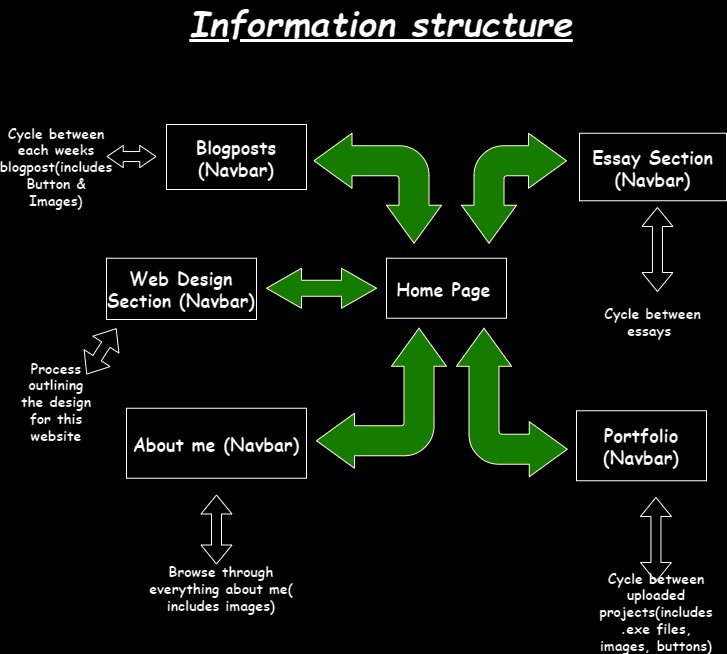 Information structure
Cycle between
each weeks
blogpost(includes
Button &
Images)
Blogposts
(Navbar)
Essay Section
(Navbar)
Web Design
Section (Navbar)
Home Page
Cycle between
essays
Process
outlining
the design
for this
website
About me (Navbar)
Portfolio
(Navbar)
Browse through
everything about me(
includes images)
Cycle between
uploaded
projects(includes
.exe files,
images, buttons)